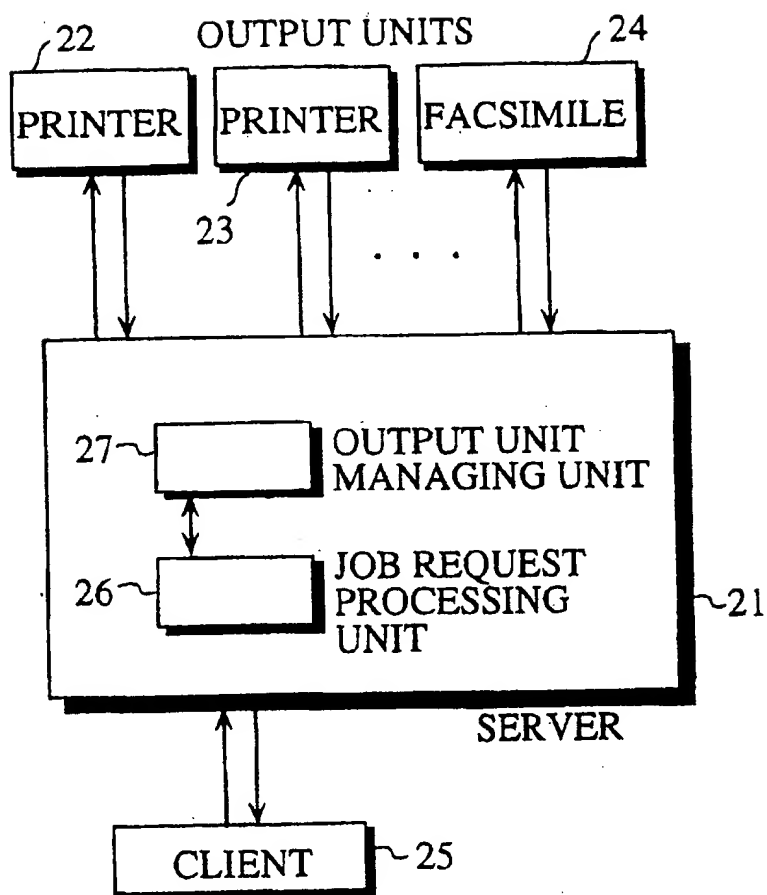 OUTPUT UNITS
22
24
PRINTER
PRINTER
FACSIMILE
23
. . .
27
OUTPUT UNIT
MANAGING UNIT
26
JOB REQUEST
PROCESSING
UNIT
21
SERVER
CLIENT
25